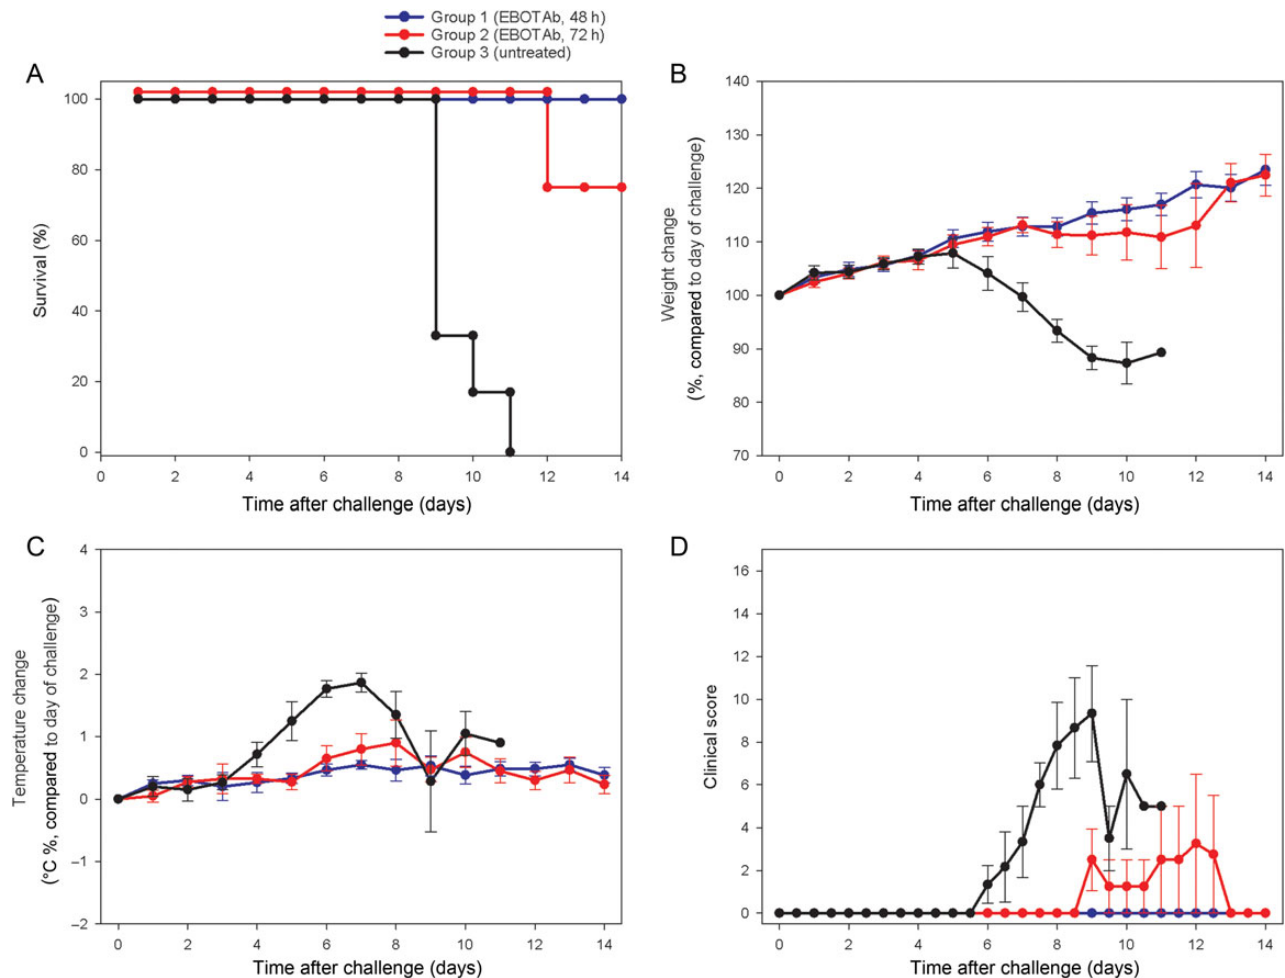 Group 1 (EBOTAb, 48 h)
Group 2 (EBOTAb, 72 h)
Group 3 (untreated)
A
100
80
60
40
20
0
Survival (%)
0 2 4 6 8 10 12 14
Time after challenge (days)
B
140
130
120
110
100
90
80
70
Weight change
(%, compared to day of challenge)
0 2 4 6 8 10 12 14
Time after challenge (days)
C
4
3
2
1
0
–1
–2
Temperature change
(°C %, compared to day of challenge)
0 2 4 6 8 10 12 14
Time after challenge (days)
D
16
14
12
10
8
6
4
2
0
Clinical score
0 2 4 6 8 10 12 14
Time after challenge (days)